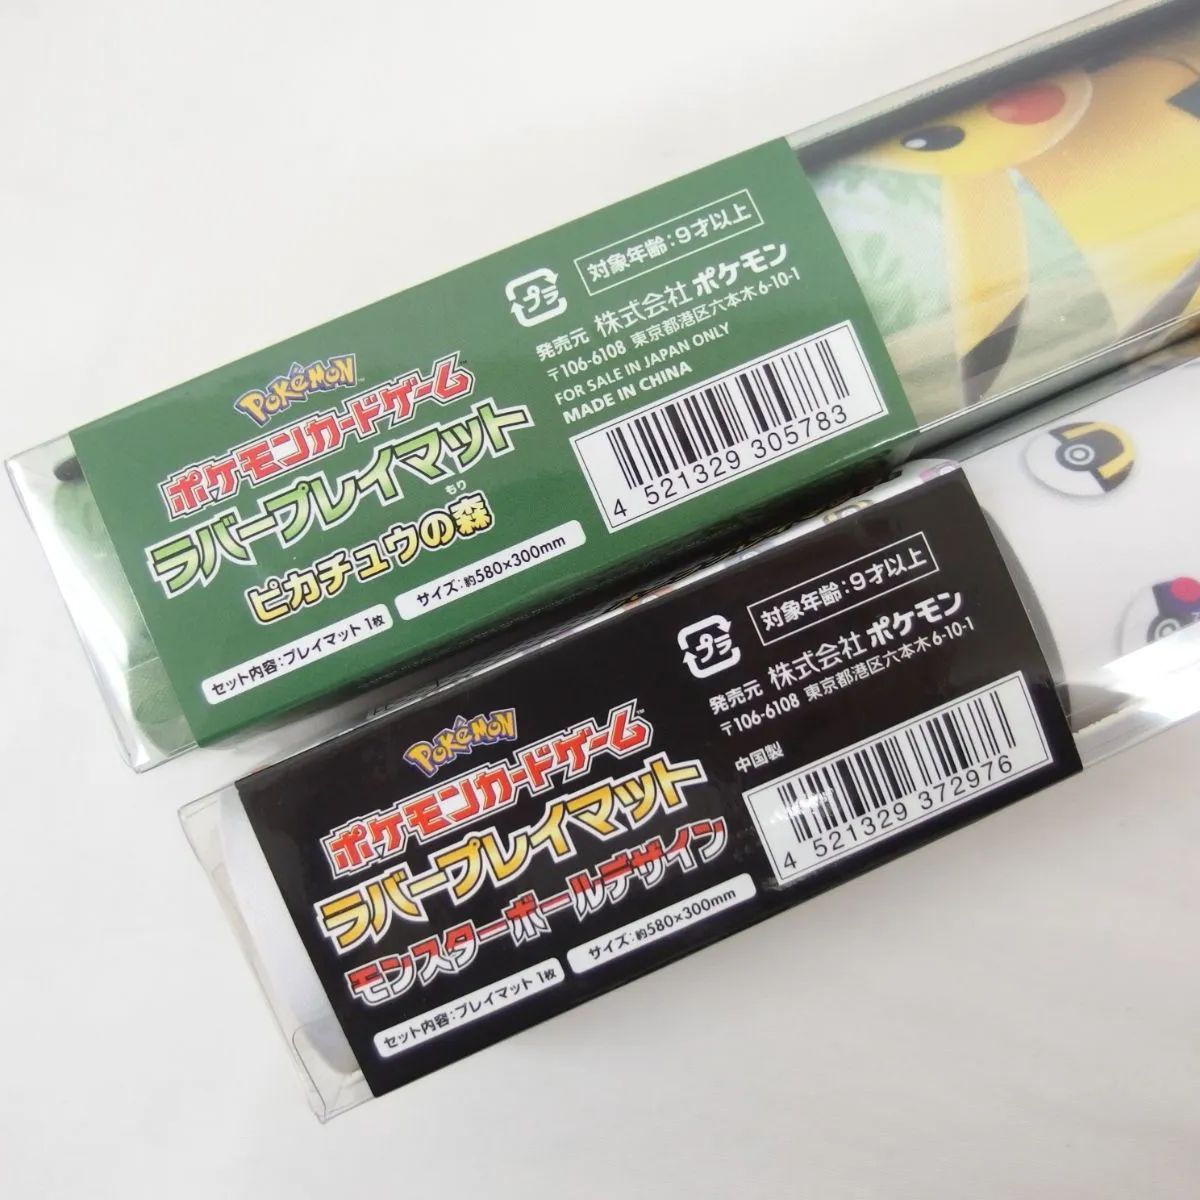 POKÉMON
ポケモンカードゲーム
ラバープレイマット
ピカチュウの森
もり
セット内容:プレイマット 1枚
サイズ:約580×300mm
プラ
対象年齢:9才以上
発売元 株式会社ポケモン
〒106-6108 東京都港区六本木6-10-1
FOR SALE IN JAPAN ONLY
MADE IN CHINA
4 521329 305783
POKÉMON
ポケモンカードゲーム
ラバープレイマット
モンスターボールデザイン
セット内容:プレイマット 1枚
サイズ:約580×300mm
プラ
対象年齢:9才以上
発売元 株式会社ポケモン
〒106-6108 東京都港区六本木6-10-1
中国製
4 521329 372976